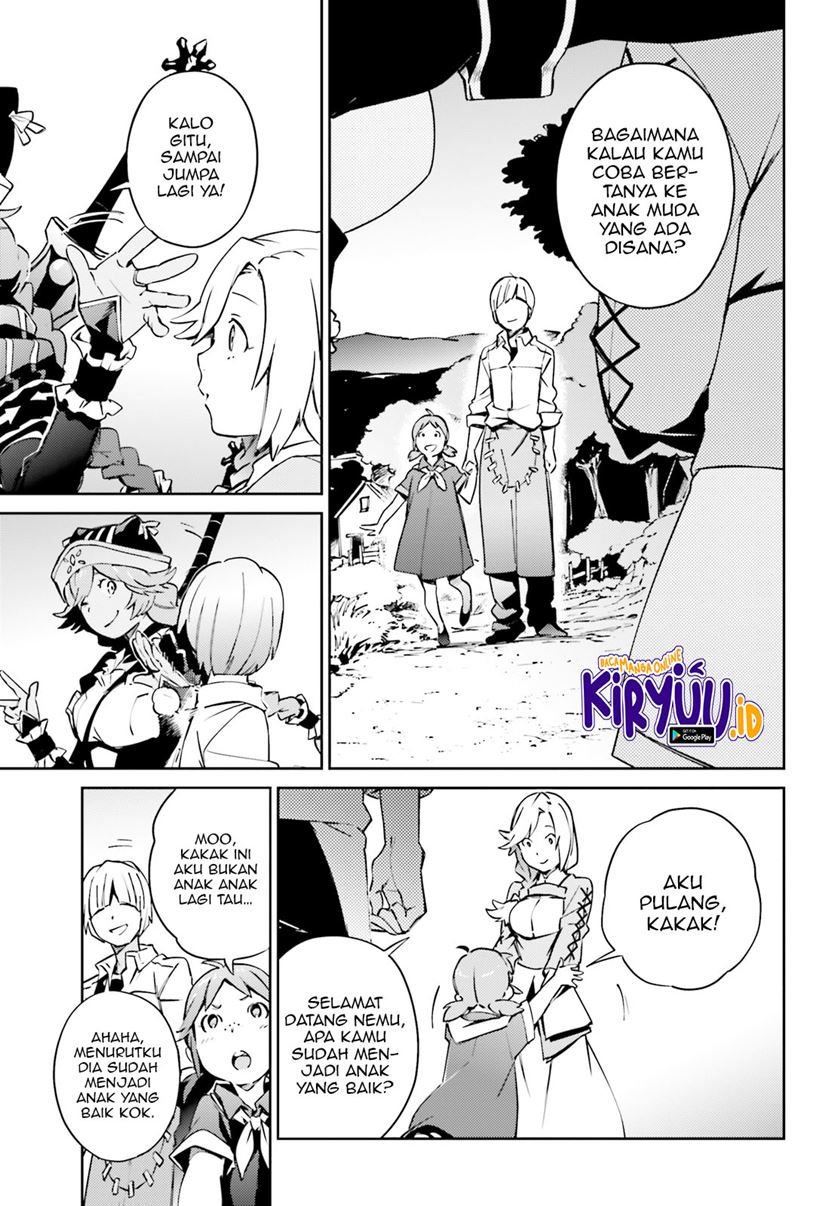 BAGAIMANA
KALAU KAMU
COBA BER-
TANYA KE
ANAK MUDA
YANG ADA
DISANA?
KALO
GITU,
SAMPAI
JUMPA
LAGI YA!
BACA MANGA ONLINE
KIRYUU.ID
GET IT ON
Google Play
AKU
PULANG,
KAKAK!
SELAMAT
DATANG NEMU,
APA KAMU
SUDAH MEN-
JADI ANAK
YANG BAIK?
MOO,
KAKAK INI
AKU BUKAN
ANAK ANAK
LAGI TAU...
AHAHA,
MENURUTKU
DIA SUDAH
MENJADI
ANAK YANG
BAIK KOK.